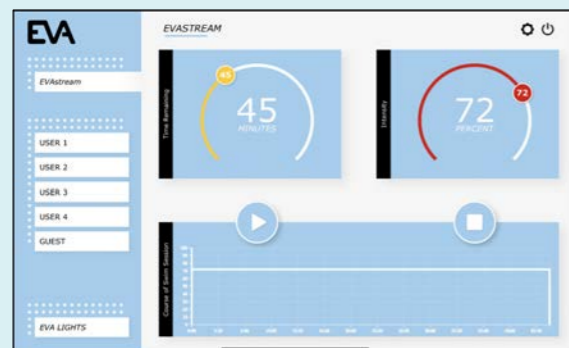 EVA
EVASTREAM
EVAstream
USER 1
USER 2
USER 3
USER 4
GUEST
EVA LIGHTS
Time Remaining
45
45
MINUTES
Intensity
72
72
PERCENT
Course of Swim Session